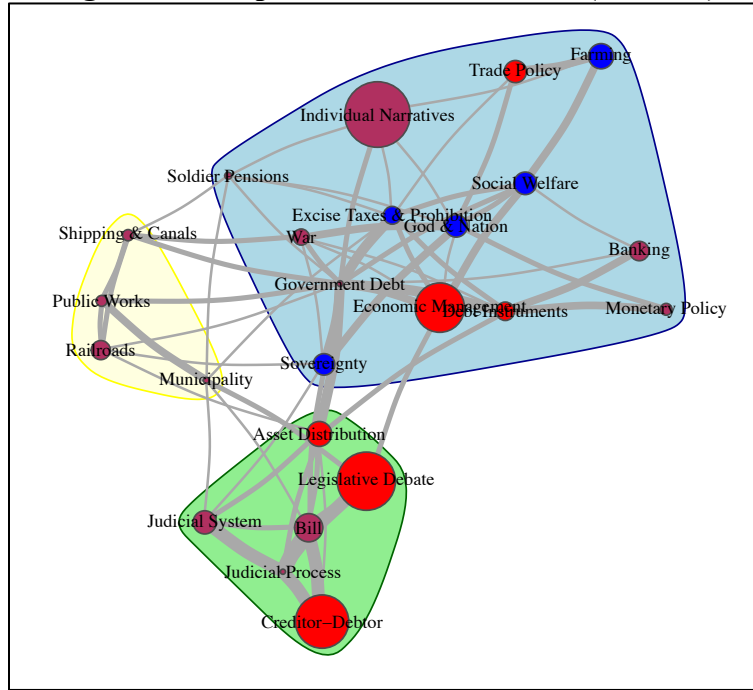 Farming
Trade Policy
Individual Narratives
Soldier Pensions
Social Welfare
Excise Taxes & Prohibition
God & Nation
Shipping & Canals
War
Banking
Government Debt
Public Works
Economic Management
Debt Instruments
Monetary Policy
Railroads
Sovereignty
Municipality
Asset Distribution
Legislative Debate
Judicial System
Bill
Judicial Process
Creditor–Debtor